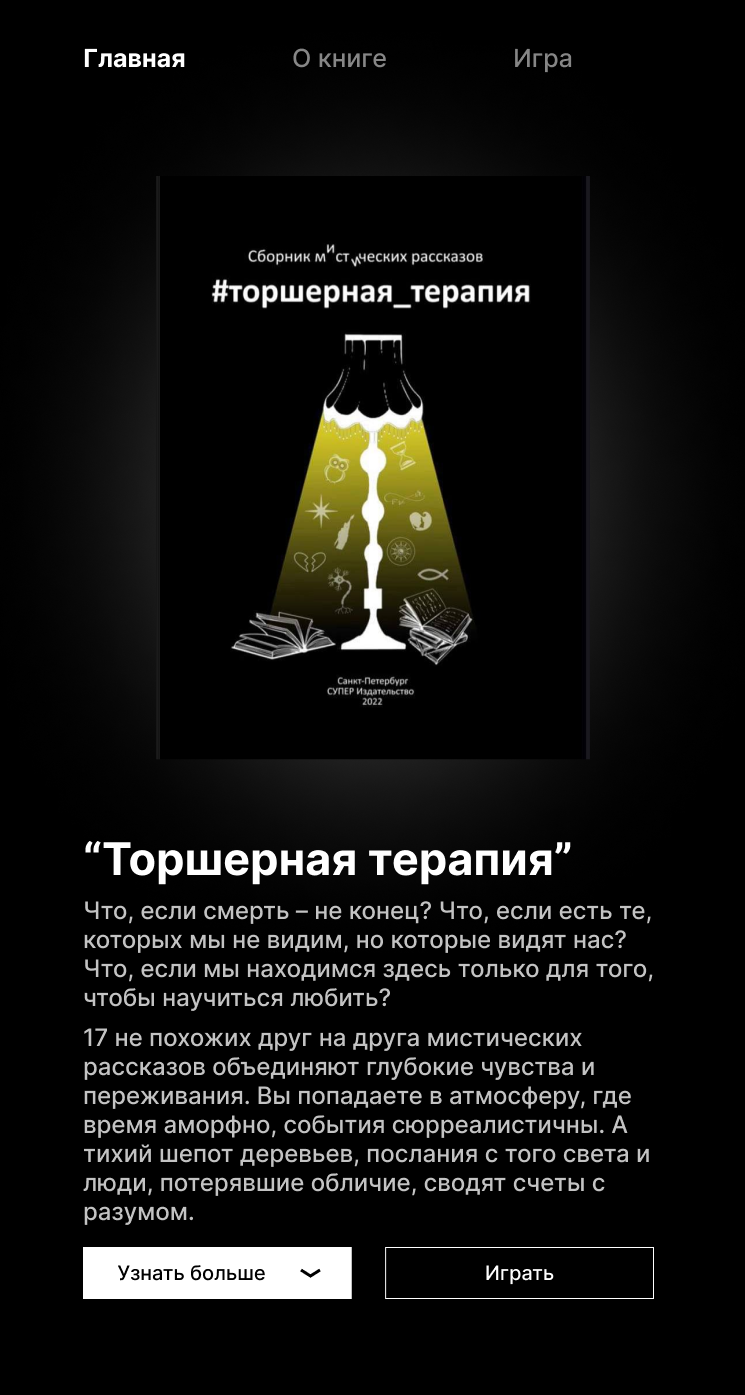 Главная О книге Игра
Сборник мистических рассказов
#торшерная_терапия
Санкт-Петербург
СУПЕР Издательство
2022
“Торшерная терапия”
Что, если смерть – не конец? Что, если есть те,
которых мы не видим, но которые видят нас?
Что, если мы находимся здесь только для того,
чтобы научиться любить?
17 не похожих друг на друга мистических
рассказов объединяют глубокие чувства и
переживания. Вы попадаете в атмосферу, где
время аморфно, события сюрреалистичны. А
тихий шепот деревьев, послания с того света и
люди, потерявшие обличие, сводят счеты с
разумом.
Узнать больше Играть